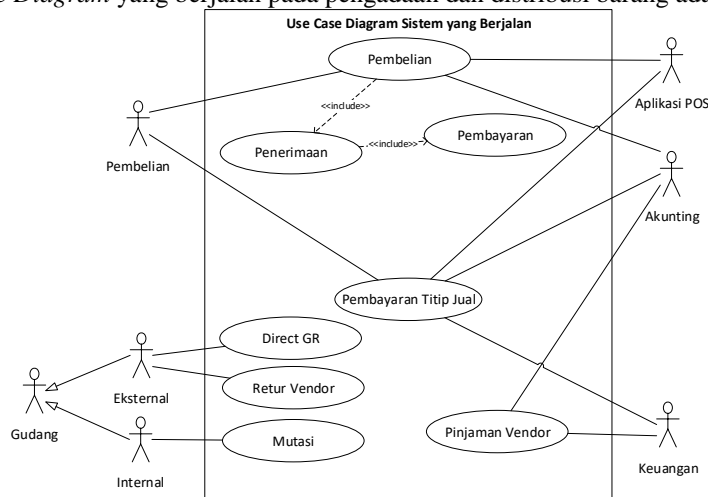 Diagram yang berjalan pada pengadaan dan distribusi barang ada
Use Case Diagram Sistem yang Berjalan
Pembelian
Aplikasi POS
<<include>>
Pembelian
Penerimaan
<<include>>
Pembayaran
Akunting
Pembayaran Titip Jual
Direct GR
Eksternal
Retur Vendor
Gudang
Internal
Mutasi
Pinjaman Vendor
Keuangan